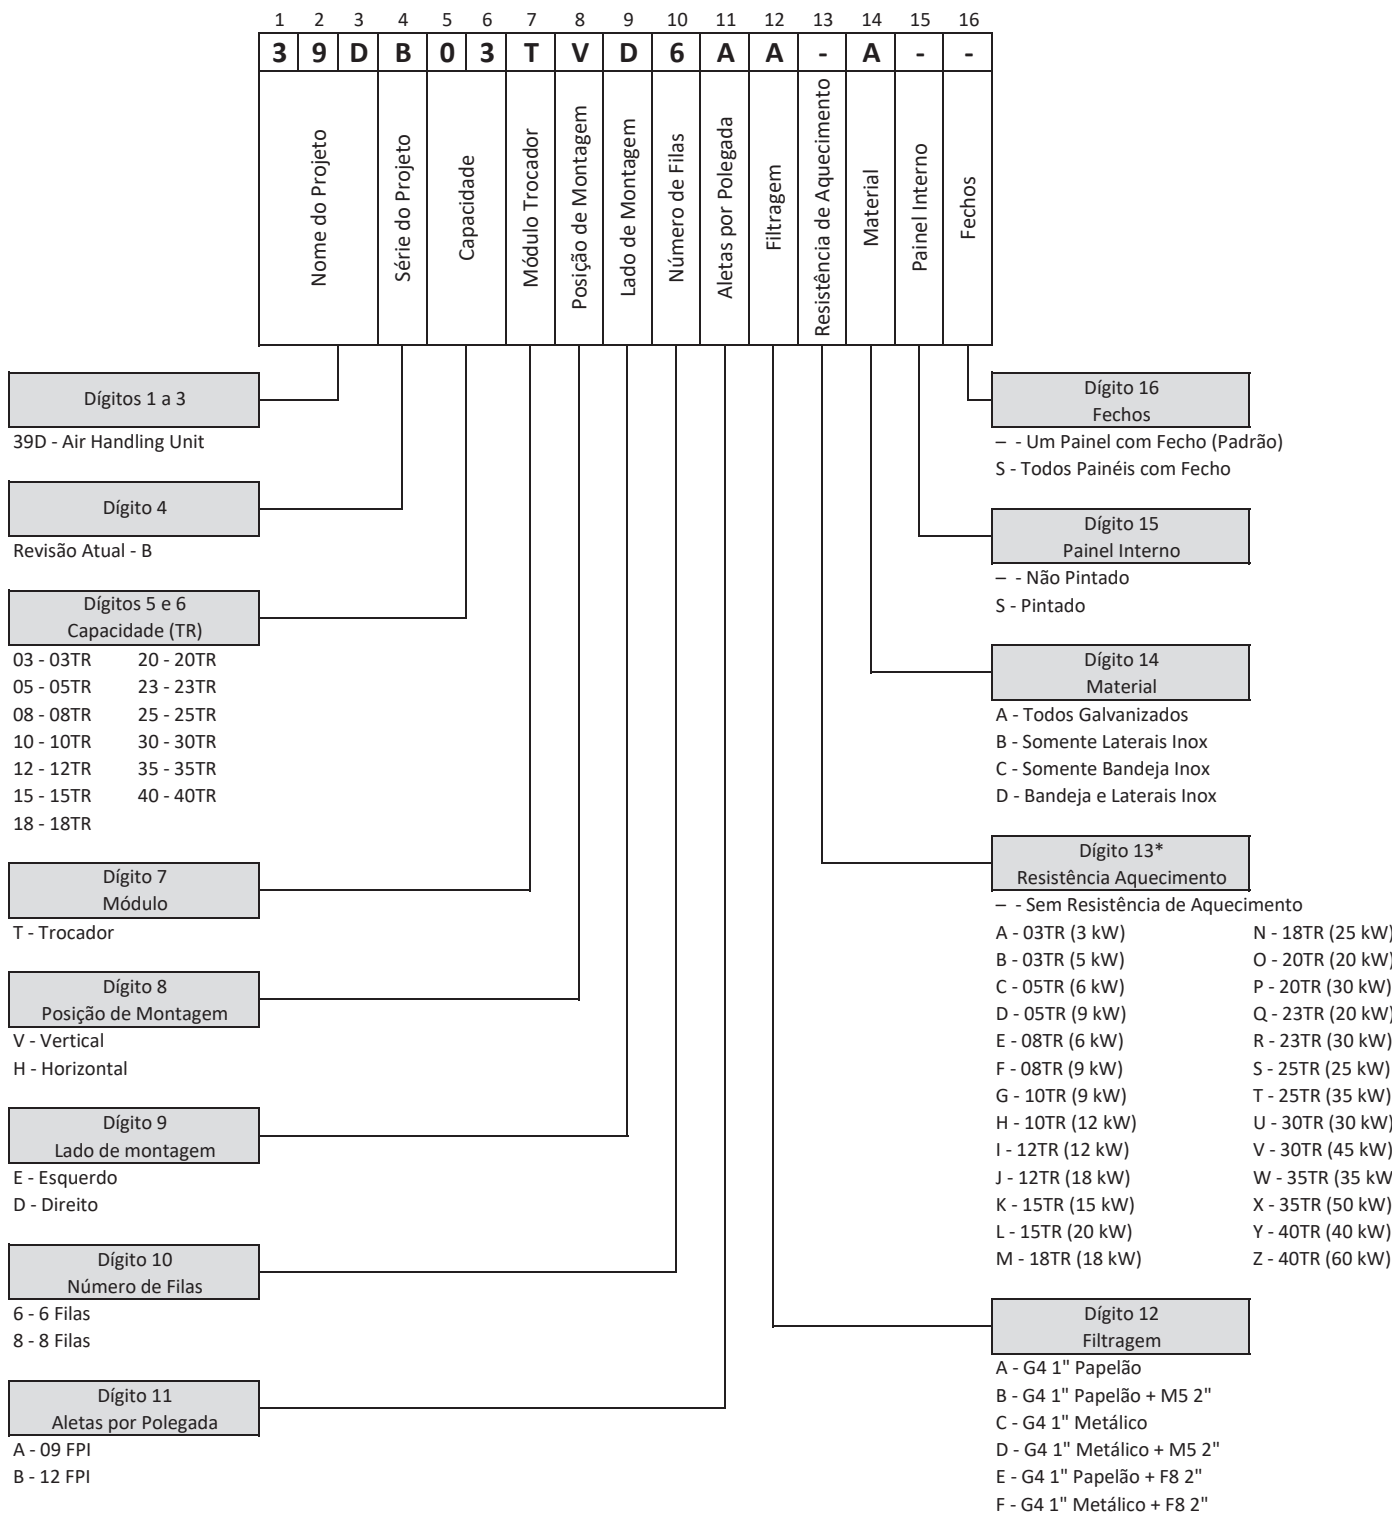 1 2 3 4 5 6 7 8 9 10 11 12 13 14 15 16
3 9 D B 0 3 T V D 6 A A - A - -
Nome do Projeto
Série do Projeto
Capacidade
Módulo Trocador
Posição de Montagem
Lado de Montagem
Número de Filas
Aletas por Polegada
Filtragem
Resistência de Aquecimento
Material
Painel Interno
Fechos
Dígitos 1 a 3
39D - Air Handling Unit
Dígito 4
Revisão Atual - B
Dígitos 5 e 6
Capacidade (TR)
03 - 03TR 20 - 20TR
05 - 05TR 23 - 23TR
08 - 08TR 25 - 25TR
10 - 10TR 30 - 30TR
12 - 12TR 35 - 35TR
15 - 15TR 40 - 40TR
18 - 18TR
Dígito 7
Módulo
T - Trocador
Dígito 8
Posição de Montagem
V - Vertical
H - Horizontal
Dígito 9
Lado de montagem
E - Esquerdo
D - Direito
Dígito 10
Número de Filas
6 - 6 Filas
8 - 8 Filas
Dígito 11
Aletas por Polegada
A - 09 FPI
B - 12 FPI
Dígito 16
Fechos
– - Um Painel com Fecho (Padrão)
S - Todos Painéis com Fecho
Dígito 15
Painel Interno
– - Não Pintado
S - Pintado
Dígito 14
Material
A - Todos Galvanizados
B - Somente Laterais Inox
C - Somente Bandeja Inox
D - Bandeja e Laterais Inox
Dígito 13*
Resistência Aquecimento
– - Sem Resistência de Aquecimento
A - 03TR (3 kW) N - 18TR (25 kW)
B - 03TR (5 kW) O - 20TR (20 kW)
C - 05TR (6 kW) P - 20TR (30 kW)
D - 05TR (9 kW) Q - 23TR (20 kW)
E - 08TR (6 kW) R - 23TR (30 kW)
F - 08TR (9 kW) S - 25TR (25 kW)
G - 10TR (9 kW) T - 25TR (35 kW)
H - 10TR (12 kW) U - 30TR (30 kW)
I - 12TR (12 kW) V - 30TR (45 kW)
J - 12TR (18 kW) W - 35TR (35 kW
K - 15TR (15 kW) X - 35TR (50 kW)
L - 15TR (20 kW) Y - 40TR (40 kW)
M - 18TR (18 kW) Z - 40TR (60 kW)
Dígito 12
Filtragem
A - G4 1" Papelão
B - G4 1" Papelão + M5 2"
C - G4 1" Metálico
D - G4 1" Metálico + M5 2"
E - G4 1" Papelão + F8 2"
F - G4 1" Metálico + F8 2"